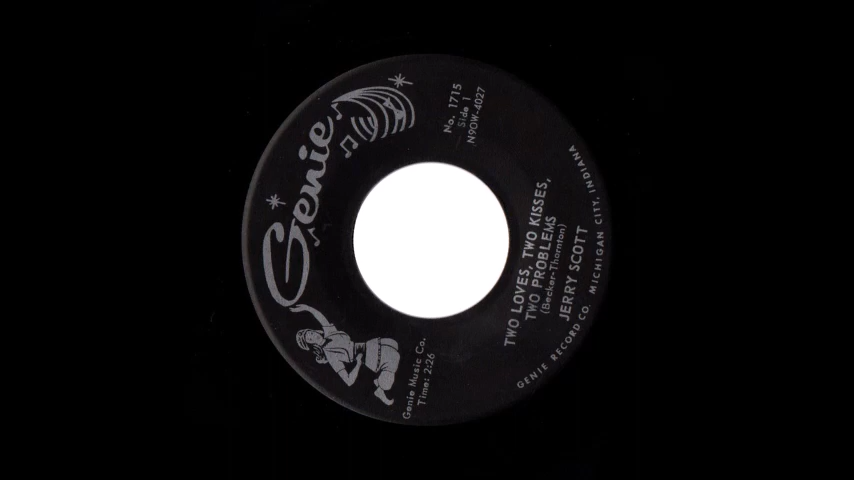 Genie
Genie Music Co.
Time: 2:26
No. 1715
Side 1
N9OW-4027
TWO LOVES, TWO KISSES,
TWO PROBLEMS
(Becker-Thornton)
JERRY SCOTT
GENIE RECORD CO. MICHIGAN CITY, INDIANA